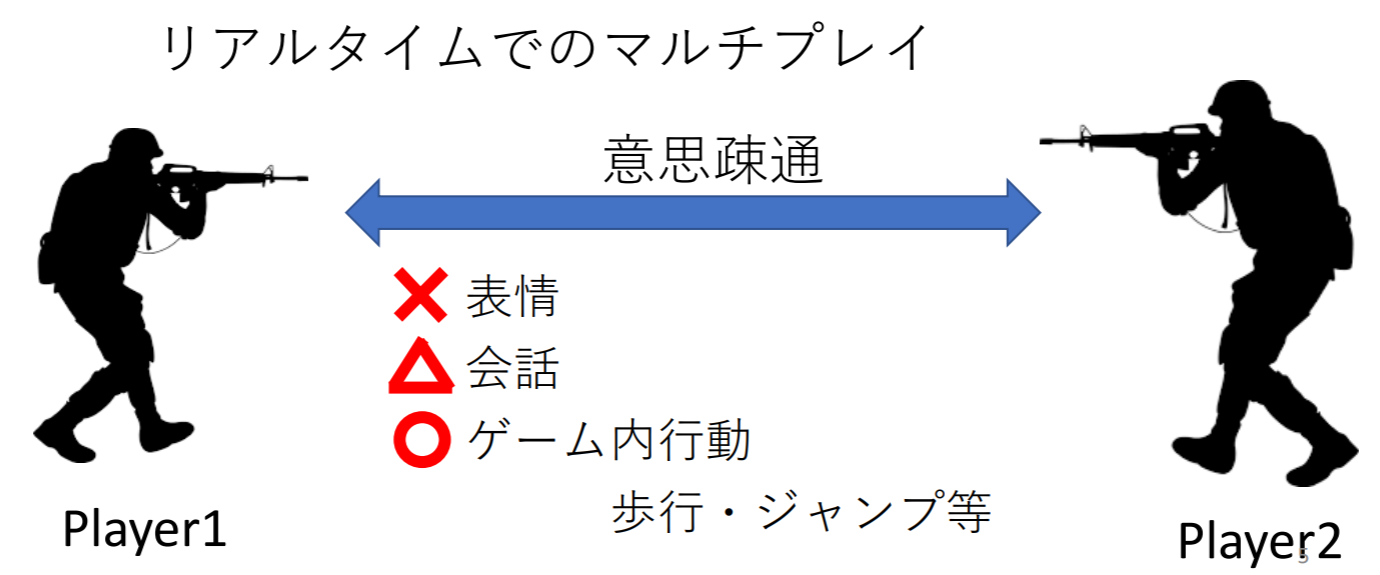 リアルタイムでのマルチプレイ
意思疎通
表情
会話
ゲーム内行動
歩行・ジャンプ等
Player1
Player2
5